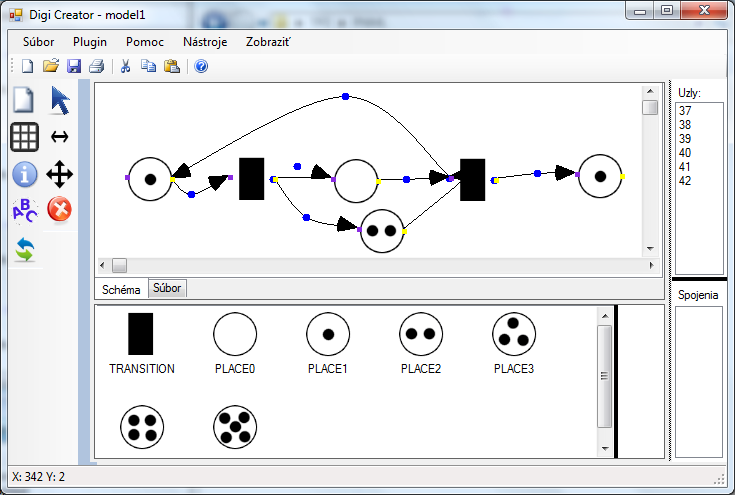 Digi Creator - model1
Súbor Plugin Pomoc Nástroje Zobraziť
Uzly:
37
38
39
40
41
42
ABC
Schéma Súbor
Spojenia
TRANSITION PLACE0 PLACE1 PLACE2 PLACE3
X: 342 Y: 2